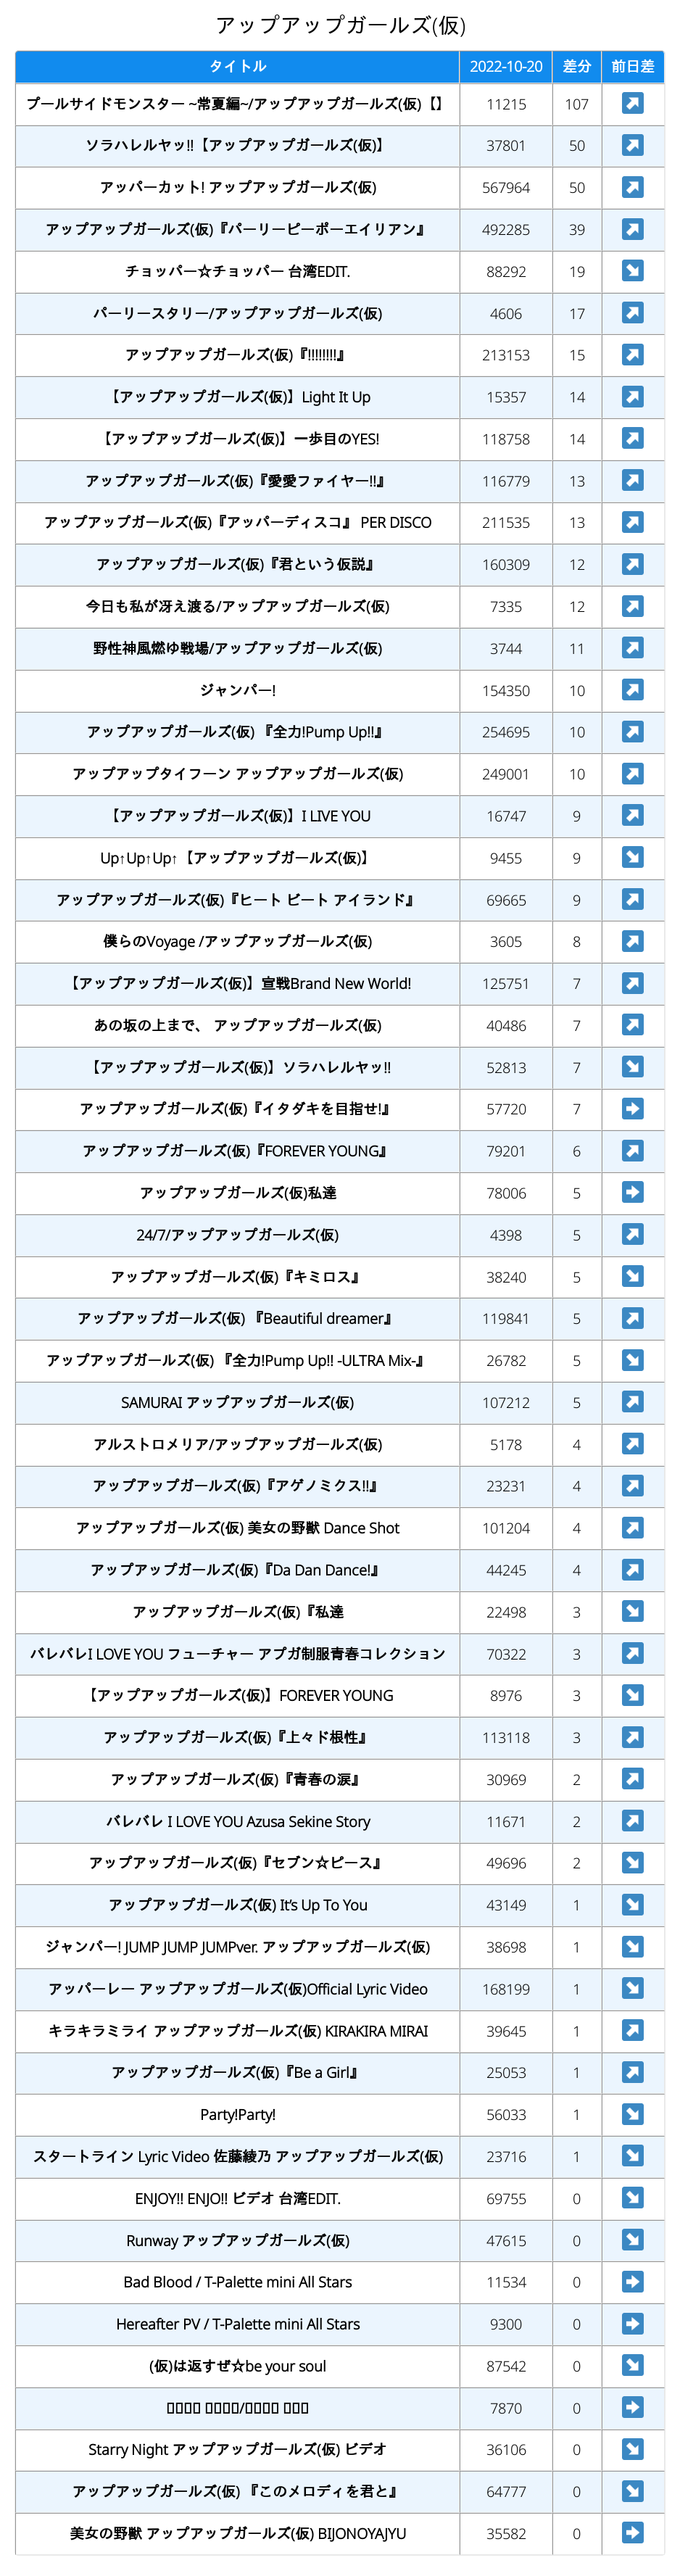 アップアップガールズ(仮)
タイトル 2022-10-20 差分 前日差
プールサイドモンスター ~常夏編~/アップアップガールズ(仮)【】 11215 107
ソラハレルヤッ!!【アップアップガールズ(仮)】 37801 50
アッパーカット! アップアップガールズ(仮) 567964 50
アップアップガールズ(仮)『パーリーピーポーエイリアン』 492285 39
チョッパー☆チョッパー 台湾EDIT. 88292 19
パーリースタリー/アップアップガールズ(仮) 4606 17
アップアップガールズ(仮)『!!!!!!!!』 213153 15
【アップアップガールズ(仮)】Light It Up 15357 14
【アップアップガールズ(仮)】一歩目のYES! 118758 14
アップアップガールズ(仮)『愛愛ファイヤー!!』 116779 13
アップアップガールズ(仮)『アッパーディスコ』 PER DISCO 211535 13
アップアップガールズ(仮)『君という仮説』 160309 12
今日も私が冴え渡る/アップアップガールズ(仮) 7335 12
野性神風燃ゆ戦場/アップアップガールズ(仮) 3744 11
ジャンパー! 154350 10
アップアップガールズ(仮) 『全力!Pump Up!!』 254695 10
アップアップタイフーン アップアップガールズ(仮) 249001 10
【アップアップガールズ(仮)】I LIVE YOU 16747 9
Up↑Up↑Up↑【アップアップガールズ(仮)】 9455 9
アップアップガールズ(仮)『ヒート ビート アイランド』 69665 9
僕らのVoyage /アップアップガールズ(仮) 3605 8
【アップアップガールズ(仮)】宣戦Brand New World! 125751 7
あの坂の上まで、 アップアップガールズ(仮) 40486 7
【アップアップガールズ(仮)】ソラハレルヤッ!! 52813 7
アップアップガールズ(仮)『イタダキを目指せ!』 57720 7
アップアップガールズ(仮)『FOREVER YOUNG』 79201 6
アップアップガールズ(仮)私達 78006 5
24/7/アップアップガールズ(仮) 4398 5
アップアップガールズ(仮)『キミロス』 38240 5
アップアップガールズ(仮) 『Beautiful dreamer』 119841 5
アップアップガールズ(仮) 『全力!Pump Up!! -ULTRA Mix-』 26782 5
SAMURAI アップアップガールズ(仮) 107212 5
アルストロメリア/アップアップガールズ(仮) 5178 4
アップアップガールズ(仮)『アゲノミクス!!』 23231 4
アップアップガールズ(仮) 美女の野獣 Dance Shot 101204 4
アップアップガールズ(仮)『Da Dan Dance!』 44245 4
アップアップガールズ(仮)『私達 22498 3
バレバレI LOVE YOU フューチャー アプガ制服青春コレクション 70322 3
【アップアップガールズ(仮)】FOREVER YOUNG 8976 3
アップアップガールズ(仮)『上々ド根性』 113118 3
アップアップガールズ(仮)『青春の涙』 30969 2
バレバレ I LOVE YOU Azusa Sekine Story 11671 2
アップアップガールズ(仮)『セブン☆ピース』 49696 2
アップアップガールズ(仮) It's Up To You 43149 1
ジャンパー! JUMP JUMP JUMPver. アップアップガールズ(仮) 38698 1
アッパーレー アップアップガールズ(仮)Official Lyric Video 168199 1
キラキラミライ アップアップガールズ(仮) KIRAKIRA MIRAI 39645 1
アップアップガールズ(仮)『Be a Girl』 25053 1
Party!Party! 56033 1
スタートライン Lyric Video 佐藤綾乃 アップアップガールズ(仮) 23716 1
ENJOY!! ENJO!! ビデオ 台湾EDIT. 69755 0
Runway アップアップガールズ(仮) 47615 0
Bad Blood / T-Palette mini All Stars 11534 0
Hereafter PV / T-Palette mini All Stars 9300 0
(仮)は返すぜ☆be your soul 87542 0
7870 0
Starry Night アップアップガールズ(仮) ビデオ 36106 0
アップアップガールズ(仮) 『このメロディを君と』 64777 0
美女の野獣 アップアップガールズ(仮) BIJONOYAJYU 35582 0